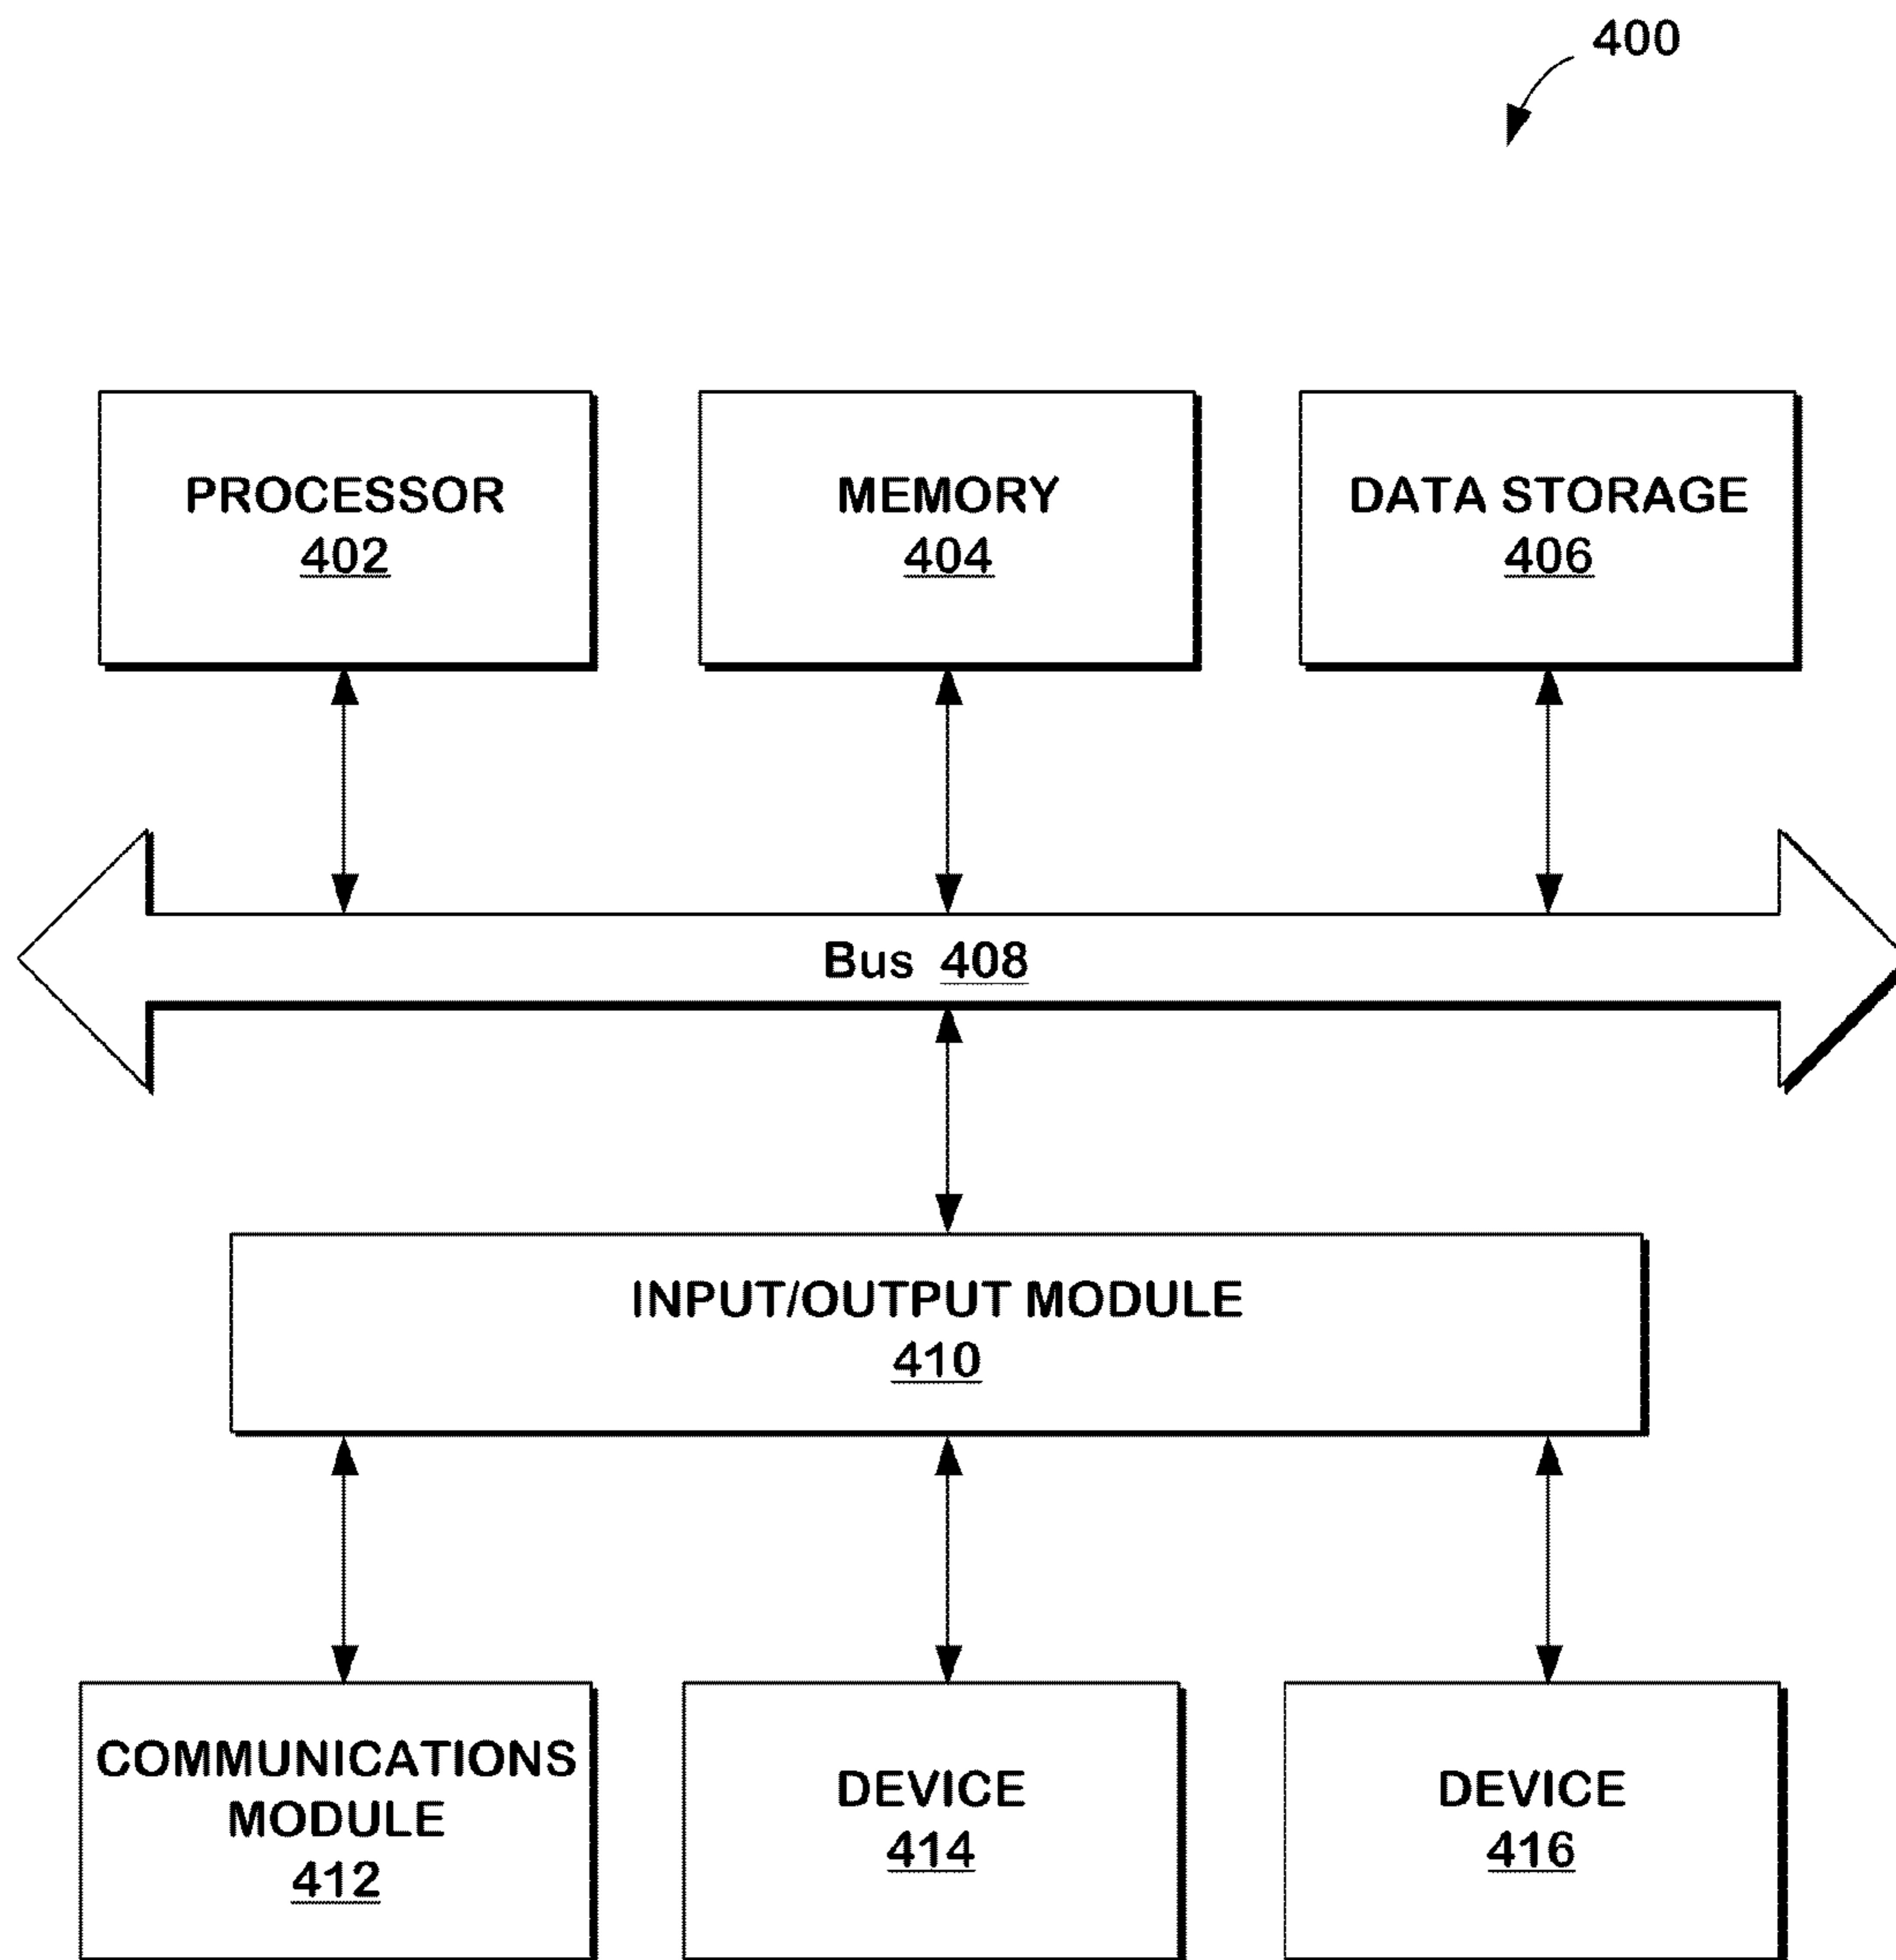 400
PROCESSOR
402
MEMORY
404
DATA STORAGE
406
Bus 408
INPUT/OUTPUT MODULE
410
COMMUNICATIONS
MODULE
412
DEVICE
414
DEVICE
416